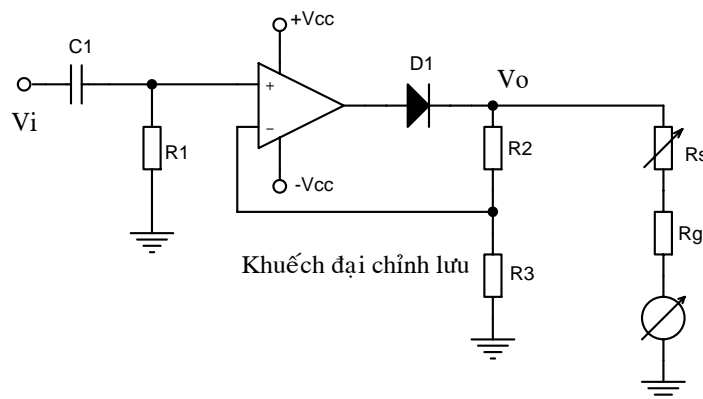 +Vcc
C1
D1
Vo
+
Vi
−
R1
R2
Rs
-Vcc
Rg
Khuếch đại chỉnh lưu
R3